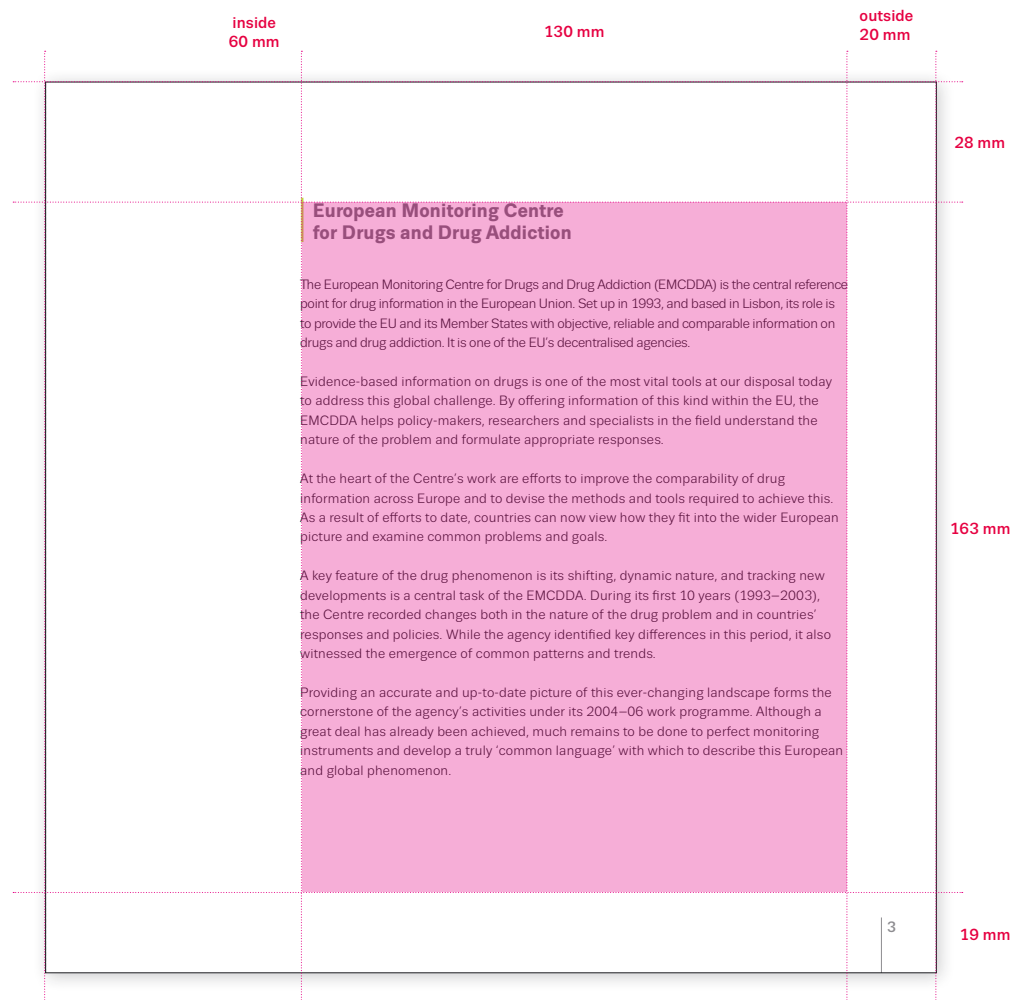 inside
60 mm
130 mm
outside
20 mm
28 mm
European Monitoring Centre
for Drugs and Drug Addiction
The European Monitoring Centre for Drugs and Drug Addiction (EMCDDA) is the central reference
point for drug information in the European Union. Set up in 1993, and based in Lisbon, its role is
to provide the EU and its Member States with objective, reliable and comparable information on
drugs and drug addiction. It is one of the EU’s decentralised agencies.
Evidence-based information on drugs is one of the most vital tools at our disposal today
to address this global challenge. By offering information of this kind within the EU, the
EMCDDA helps policy-makers, researchers and specialists in the field understand the
nature of the problem and formulate appropriate responses.
At the heart of the Centre’s work are efforts to improve the comparability of drug
information across Europe and to devise the methods and tools required to achieve this.
As a result of efforts to date, countries can now view how they fit into the wider European
picture and examine common problems and goals.
163 mm
A key feature of the drug phenomenon is its shifting, dynamic nature, and tracking new
developments is a central task of the EMCDDA. During its first 10 years (1993–2003),
the Centre recorded changes both in the nature of the drug problem and in countries’
responses and policies. While the agency identified key differences in this period, it also
witnessed the emergence of common patterns and trends.
Providing an accurate and up-to-date picture of this ever-changing landscape forms the
cornerstone of the agency’s activities under its 2004–06 work programme. Although a
great deal has already been achieved, much remains to be done to perfect monitoring
instruments and develop a truly ‘common language’ with which to describe this European
and global phenomenon.
3
19 mm